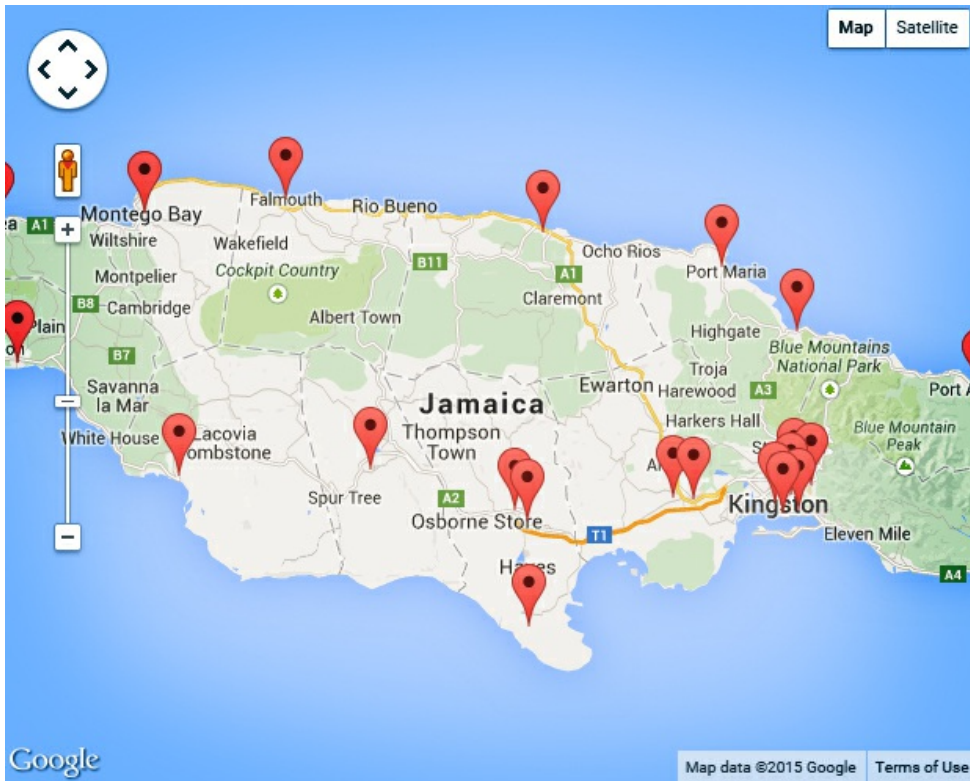 Map Satellite
Falmouth
Rio Bueno
A1
Montego Bay
Wiltshire
Wakefield
Ocho Rios
B11
Cockpit Country
A1
Port Maria
Montpelier
Claremont
B8
Cambridge
Albert Town
Plain
Highgate
Blue Mountains
National Park
B7
Troja
Ewarton
Harewood
A3
Port A
Savanna
la Mar
Jamaica
Harkers Hall
White House
Lacovia
Tombstone
Thompson
Town
Blue Mountain
Peak
Spur Tree
A2
Osborne Store
Kingston
T1
Eleven Mile
Hayes
A4
Google
Map data ©2015 Google
Terms of Use